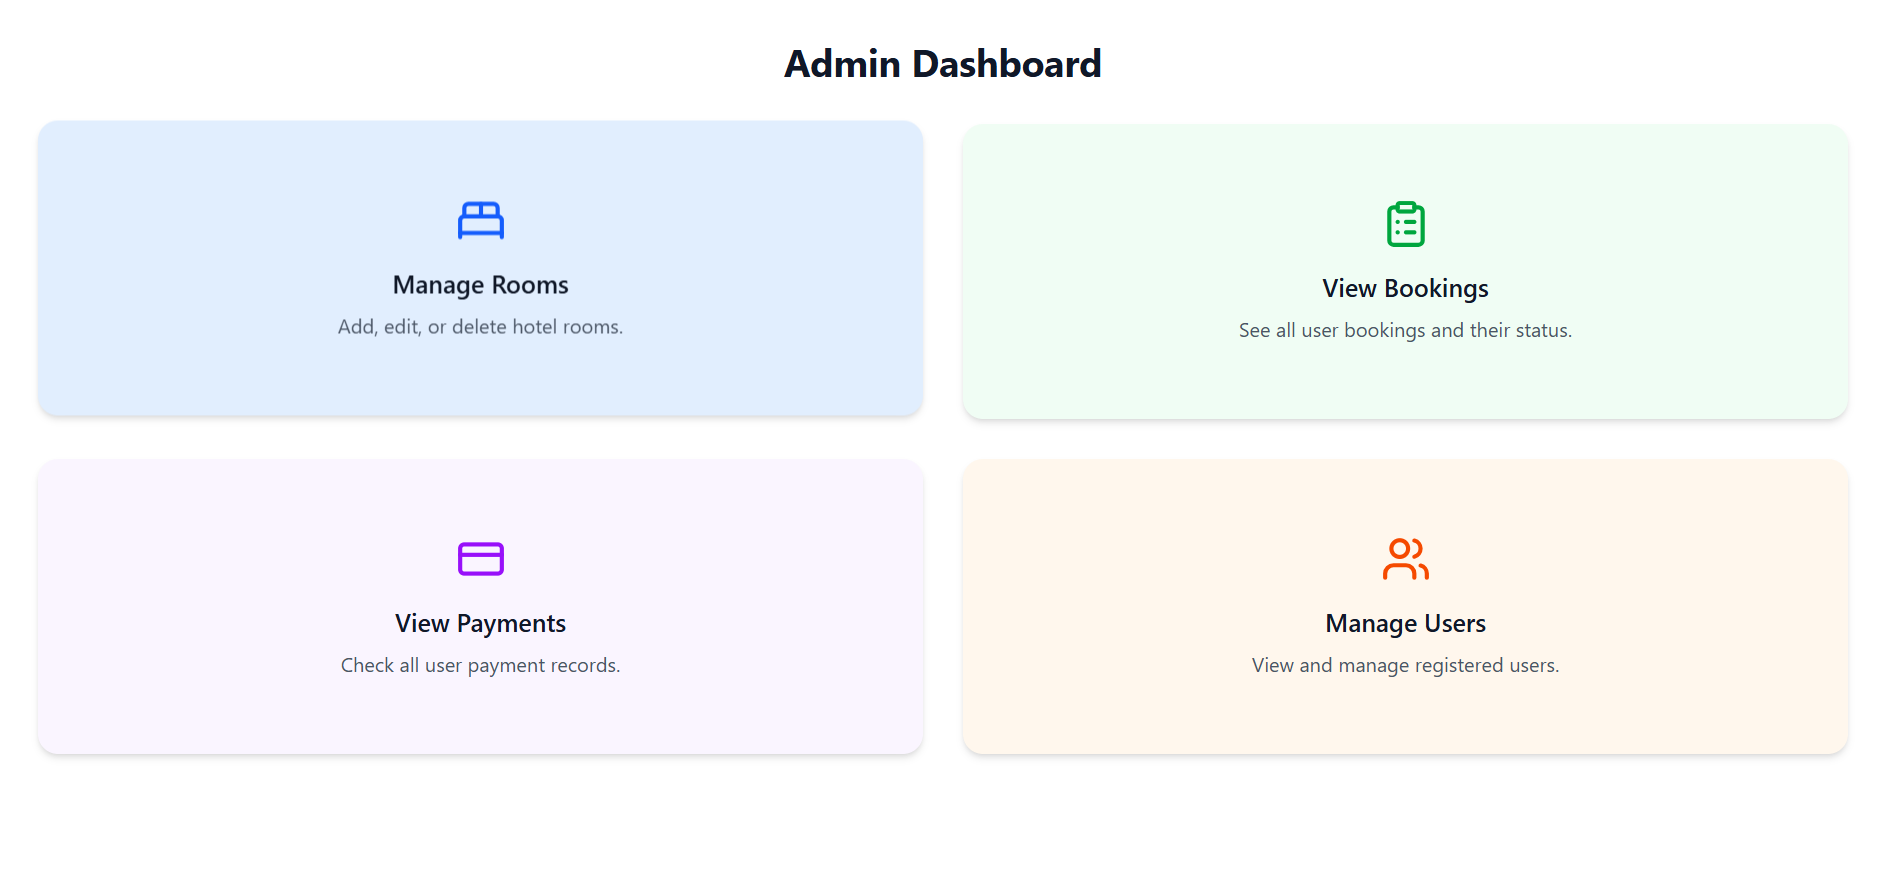 Admin Dashboard
Manage Rooms
Add, edit, or delete hotel rooms.
View Bookings
See all user bookings and their status.
View Payments
Check all user payment records.
Manage Users
View and manage registered users.